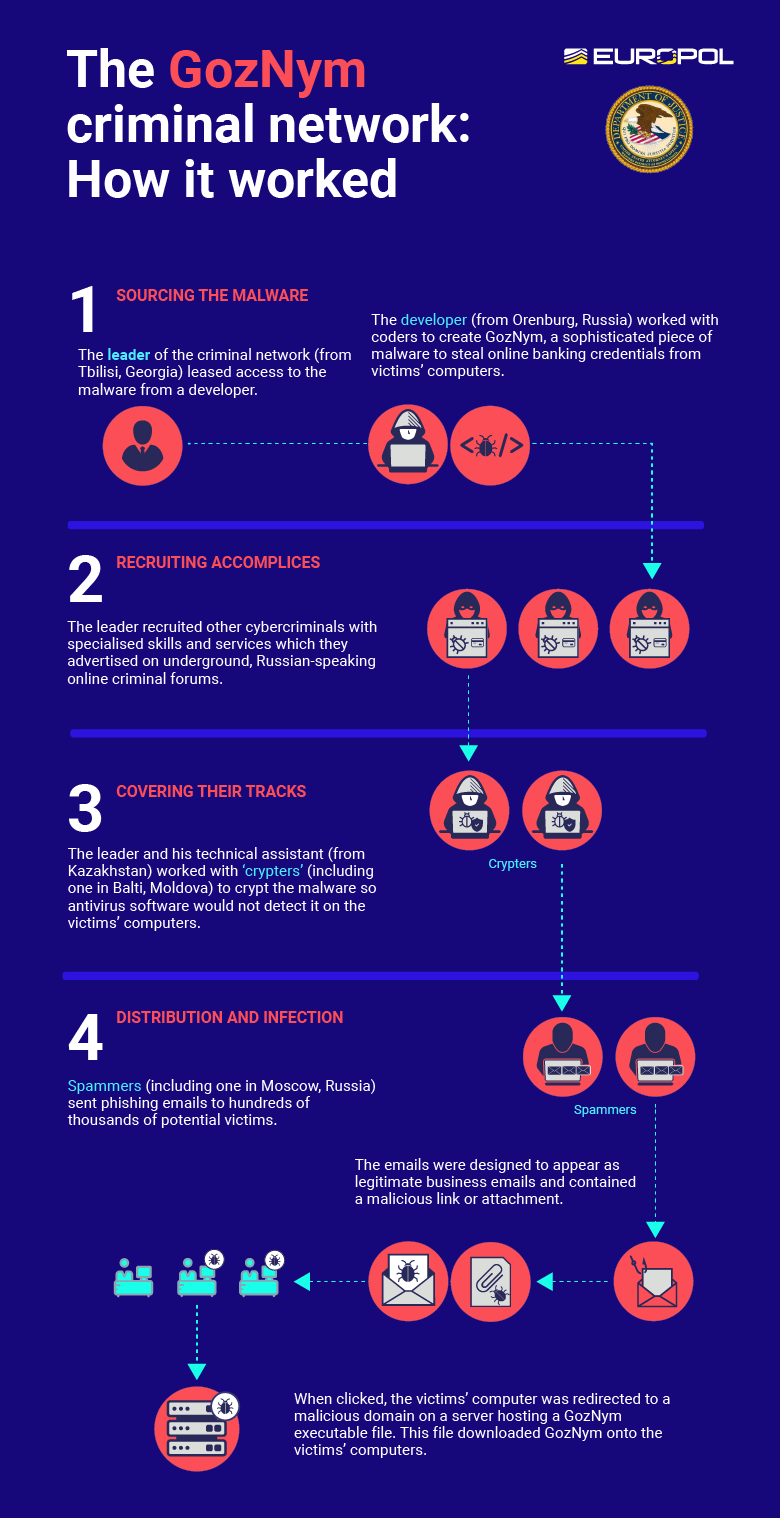 The GozNym
criminal network:
How it worked
EUROPOL
DEPARTMENT OF JUSTICE
1
SOURCING THE MALWARE
The leader of the criminal network (from
Tbilisi, Georgia) leased access to the
malware from a developer.
The developer (from Orenburg, Russia) worked with
coders to create GozNym, a sophisticated piece of
malware to steal online banking credentials from
victims’ computers.
2
RECRUITING ACCOMPLICES
The leader recruited other cybercriminals with
specialised skills and services which they
advertised on underground, Russian-speaking
online criminal forums.
3
COVERING THEIR TRACKS
The leader and his technical assistant (from
Kazakhstan) worked with ‘crypters’ (including
one in Balti, Moldova) to crypt the malware so
antivirus software would not detect it on the
victims’ computers.
Crypters
4
DISTRIBUTION AND INFECTION
Spammers (including one in Moscow, Russia)
sent phishing emails to hundreds of
thousands of potential victims.
Spammers
The emails were designed to appear as
legitimate business emails and contained
a malicious link or attachment.
When clicked, the victims’ computer was redirected to a
malicious domain on a server hosting a GozNym
executable file. This file downloaded GozNym onto the
victims’ computers.